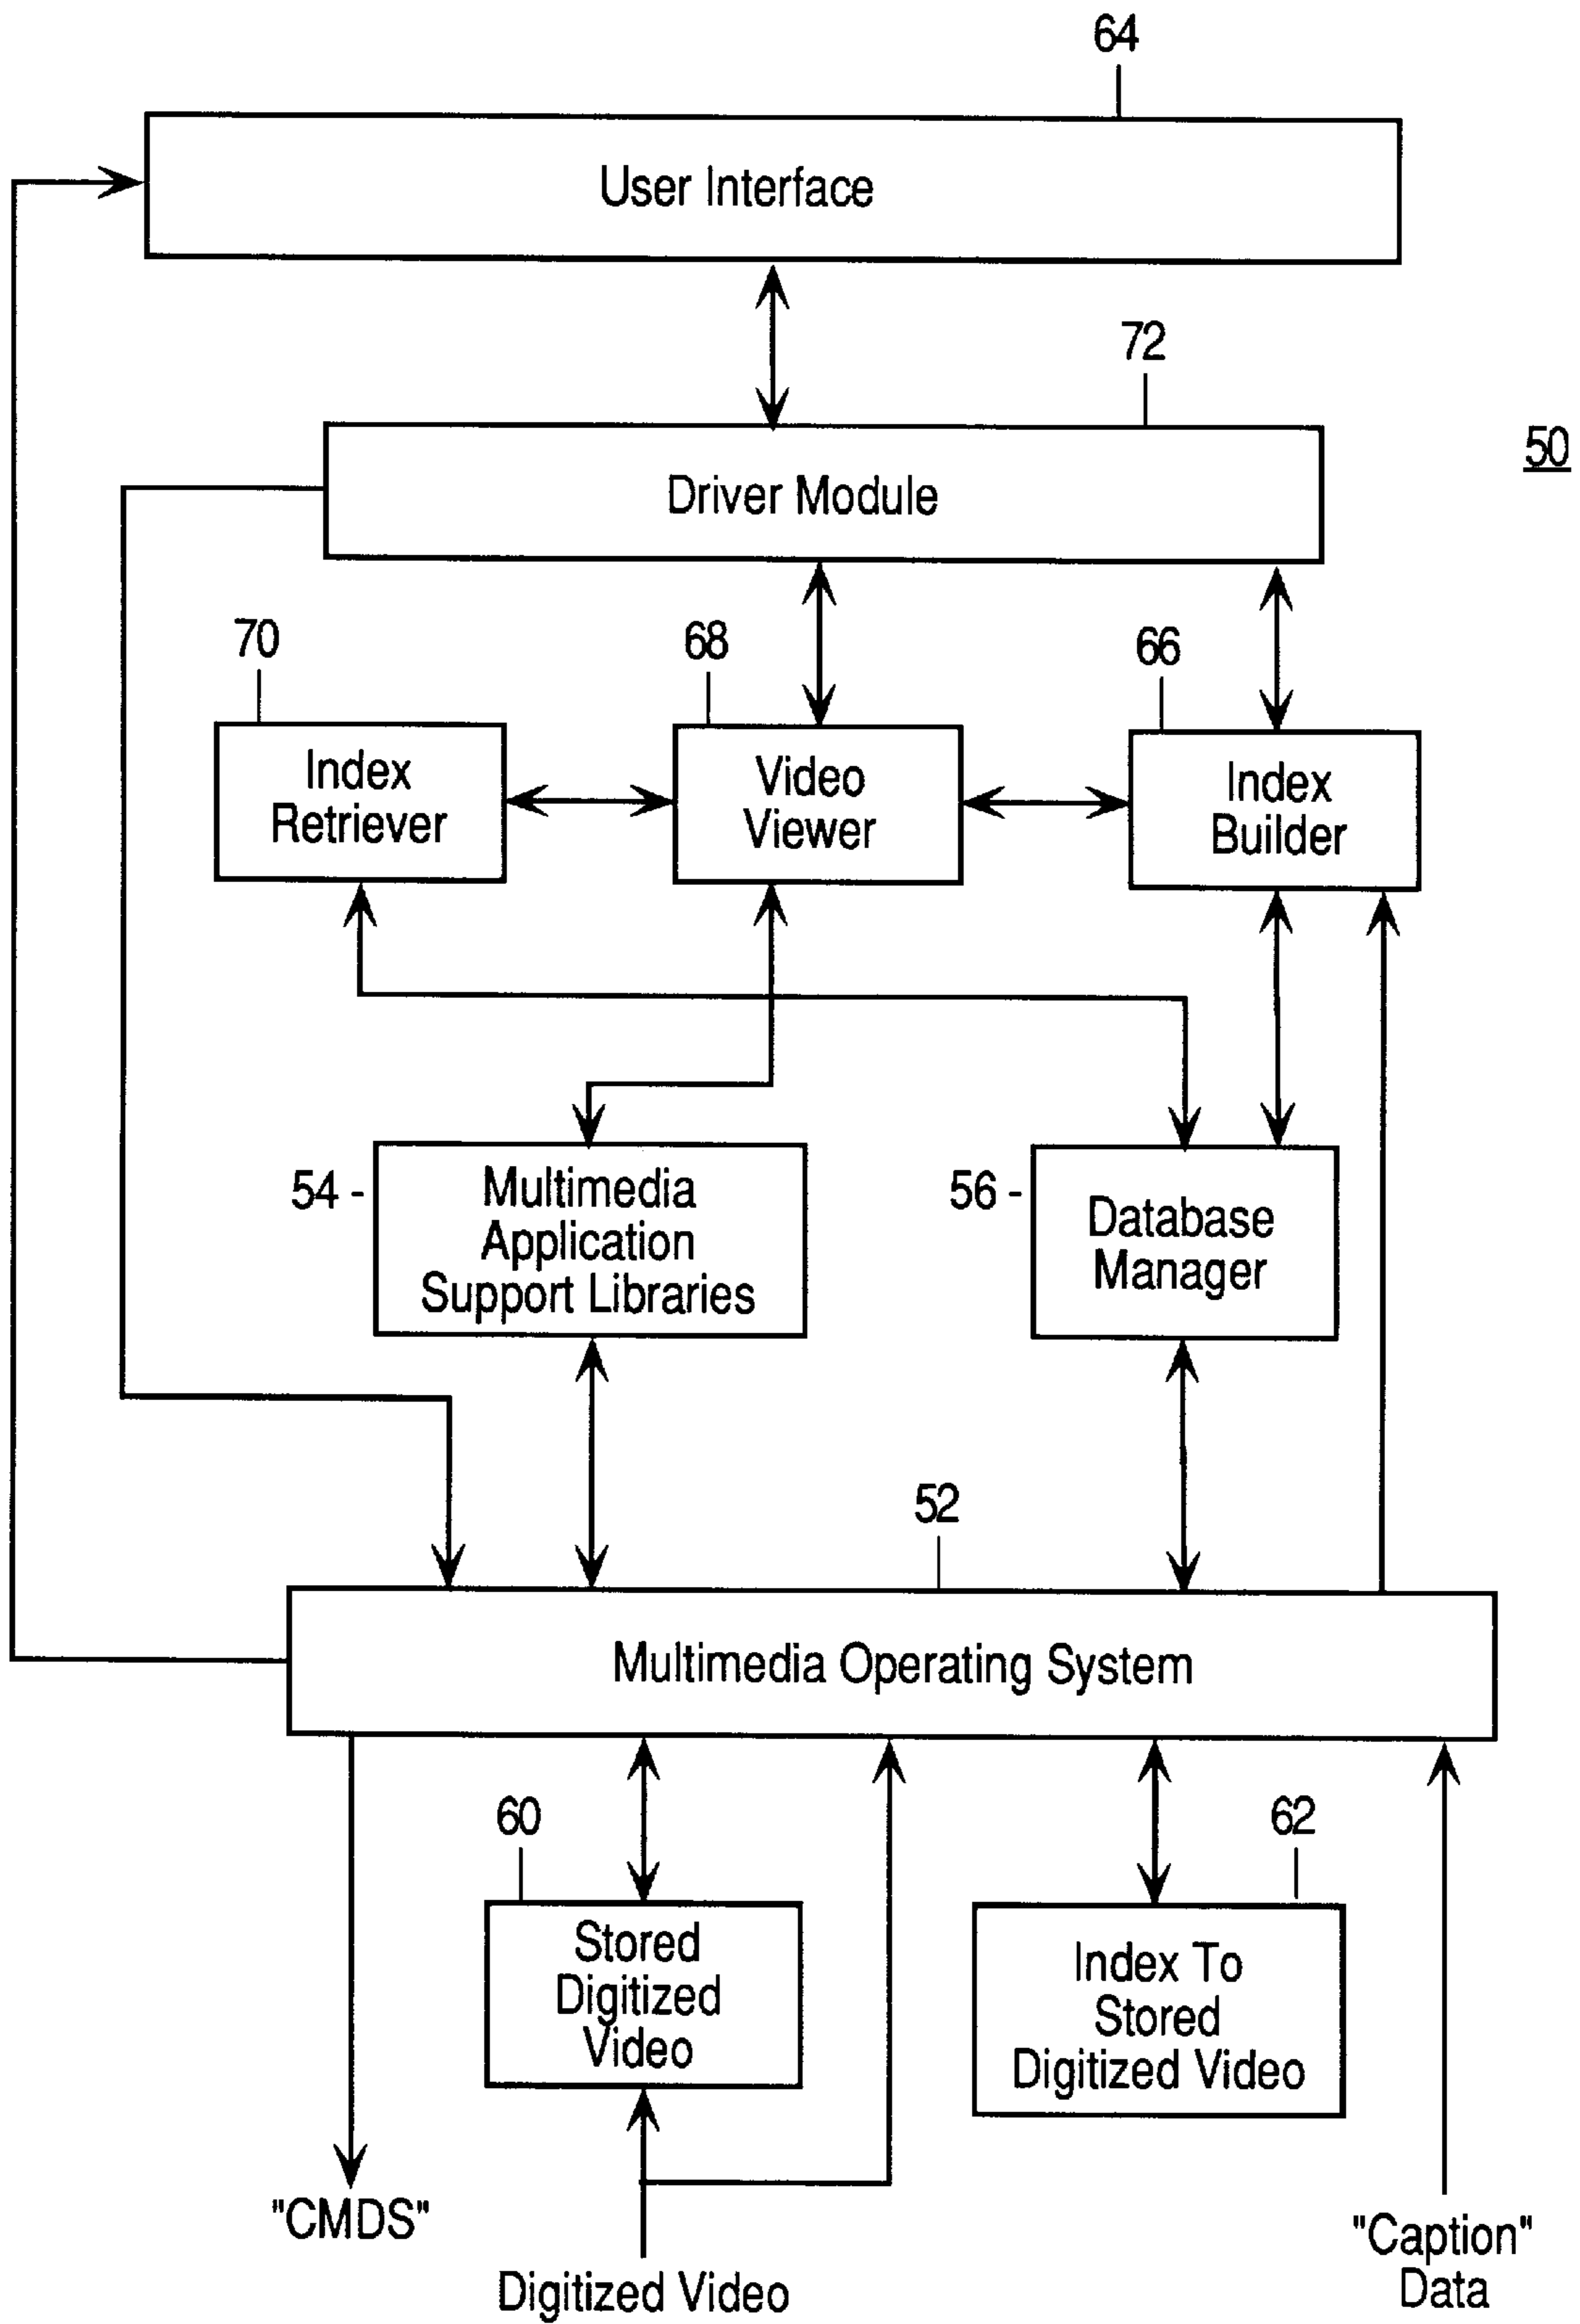 64
User Interface
72
50
Driver Module
70
68
66
Index
Retriever
Video
Viewer
Index
Builder
54 -
Multimedia
Application
Support Libraries
56 -
Database
Manager
52
Multimedia Operating System
60
62
Stored
Digitized
Video
Index To
Stored
Digitized Video
"CMDS"
Digitized Video
"Caption"
Data